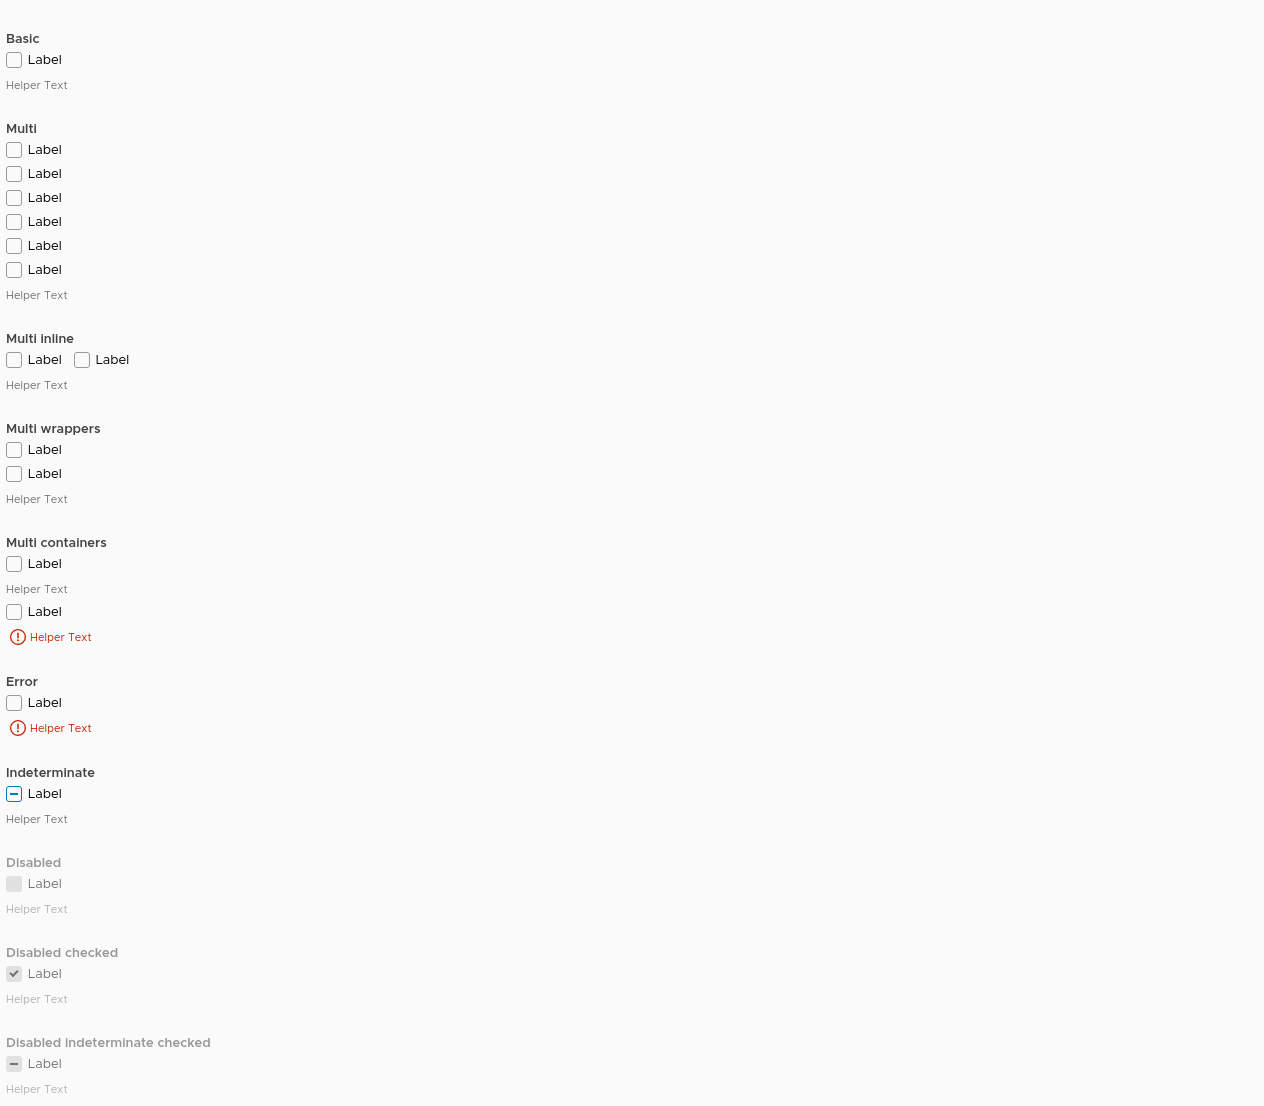 Basic
Label
Helper Text
Multi
Label
Label
Label
Label
Label
Label
Helper Text
Multi inline
Label Label
Helper Text
Multi wrappers
Label
Label
Helper Text
Multi containers
Label
Helper Text
Label
Helper Text
Error
Label
Helper Text
Indeterminate
Label
Helper Text
Disabled
Label
Helper Text
Disabled checked
Label
Helper Text
Disabled indeterminate checked
Label
Helper Text